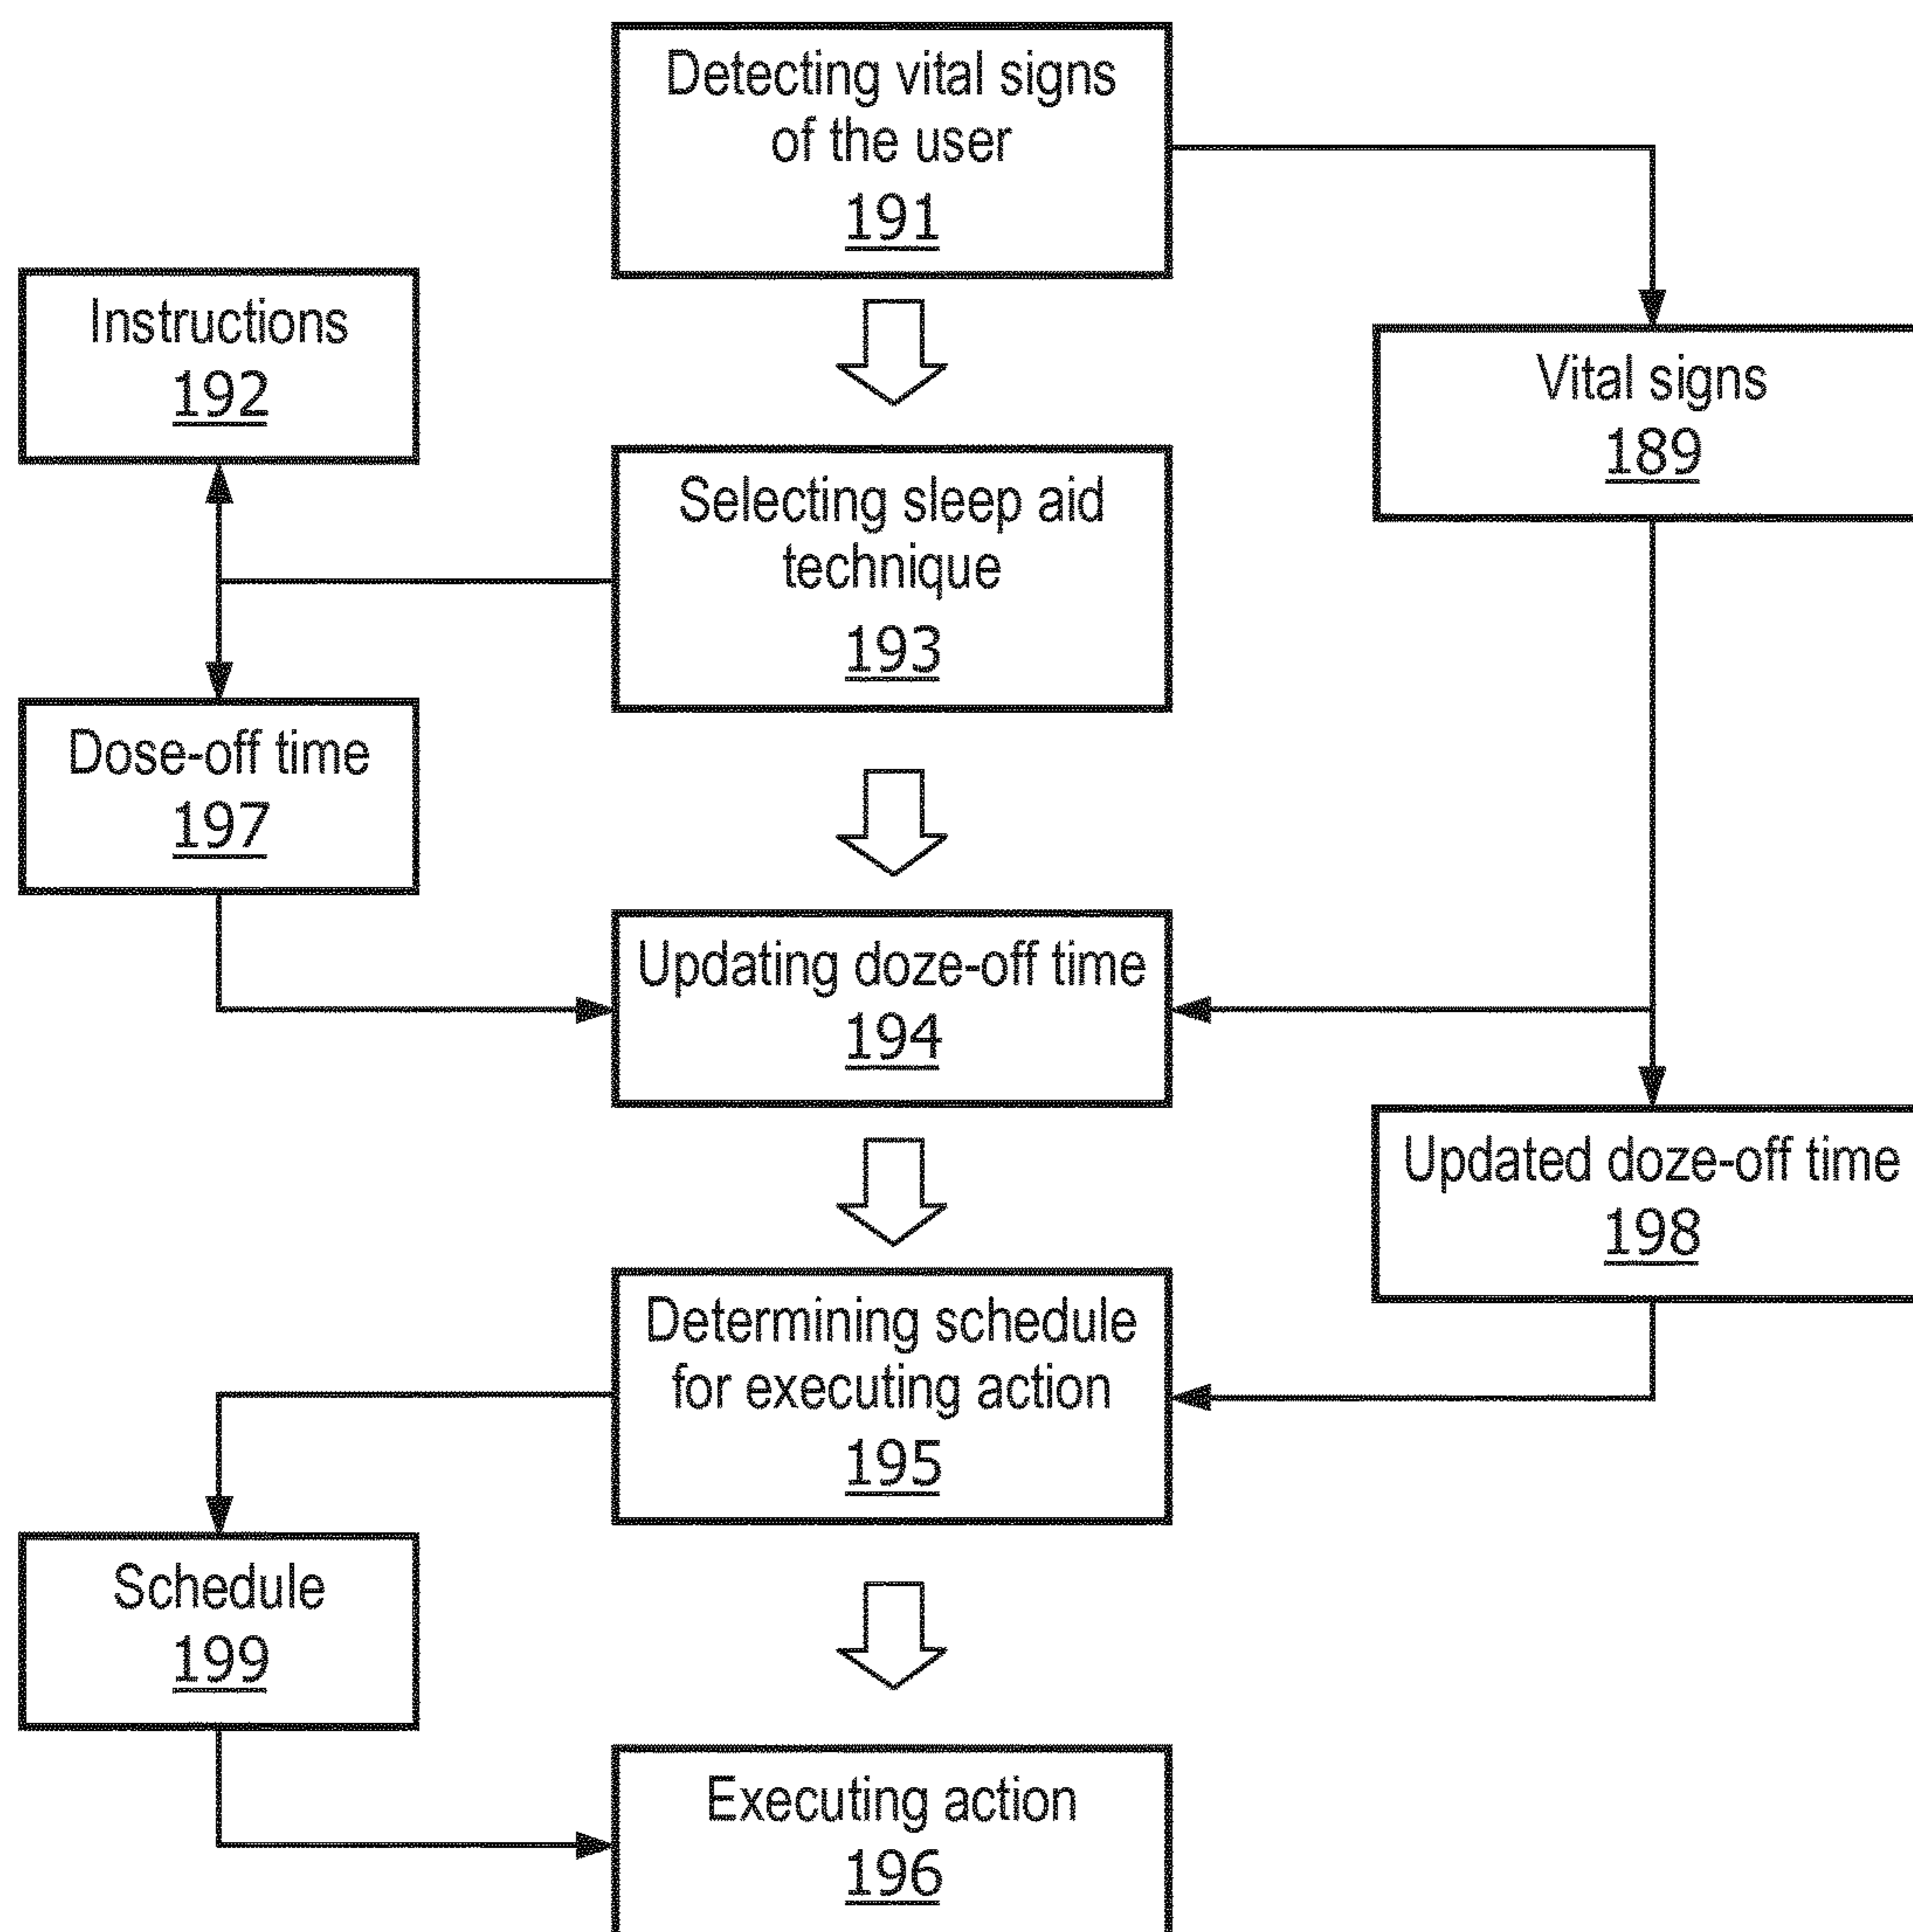 Detecting vital signs
of the user
191
Instructions
192
Vital signs
189
Selecting sleep aid
technique
193
Dose-off time
197
Updating doze-off time
194
Updated doze-off time
198
Determining schedule
for executing action
195
Schedule
199
Executing action
196